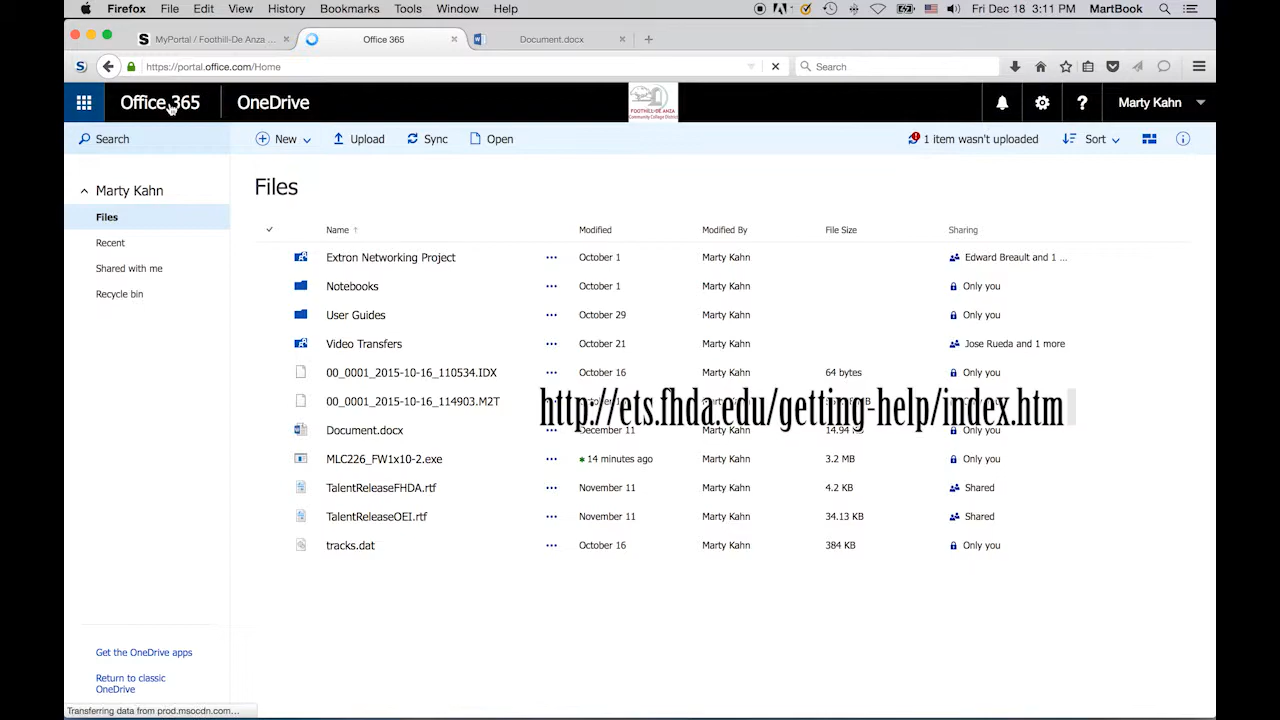 Firefox File Edit View History Bookmarks Tools Window Help Fri Dec 18 3:11 PM MartBook
MyPortal / Foothill-De Anza ... Office 365 Document.docx
https://portal.office.com/Home Search
Office 365 OneDrive FOOTHILL-DE ANZA Community College District Marty Kahn
Search New Upload Sync Open 1 item wasn't uploaded Sort
Files
Marty Kahn
Files
Recent
Shared with me
Recycle bin
Name Modified Modified By File Size Sharing
Extron Networking Project October 1 Marty Kahn Edward Breault and 1 ...
Notebooks October 1 Marty Kahn Only you
User Guides October 29 Marty Kahn Only you
Video Transfers October 21 Marty Kahn Jose Rueda and 1 more
00_0001_2015-10-16_110534.IDX October 16 Marty Kahn 64 bytes Only you
00_0001_2015-10-16_114903.M2T
http://ets.fhda.edu/getting-help/index.htm
Document.docx December 11 Marty Kahn 14.94 Only you
MLC226_FW1x10-2.exe 14 minutes ago Marty Kahn 3.2 MB Only you
TalentReleaseFHDA.rtf November 11 Marty Kahn 4.2 KB Shared
TalentReleaseOEI.rtf November 11 Marty Kahn 34.13 KB Shared
tracks.dat October 16 Marty Kahn 384 KB Only you
Get the OneDrive apps
Return to classic
OneDrive
Transferring data from prod.msocdn.com...